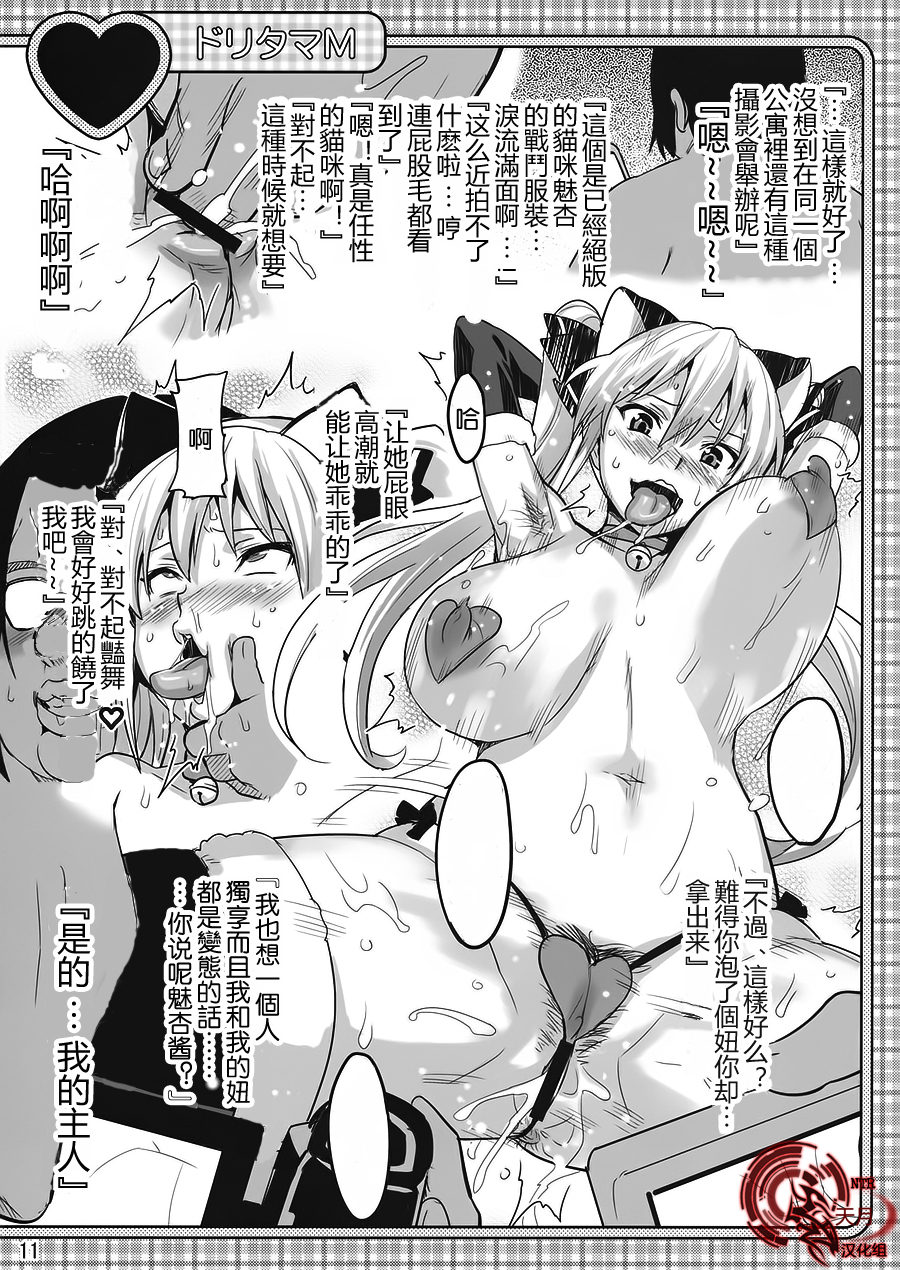 ドリタマM
『…這樣就好了…
沒想到在同一個
公寓裡還有這種
攝影會舉辦呢』
『嗯~~嗯~~』
『這個是已經絕版
的貓咪魅杏
的戰鬥服裝…
淚流滿面啊…』
『这么近拍不了
什麽啦…哼
連屁股毛都看
到了』
『嗯！真是任性
的貓咪啊！』
『對不起…
這種時候就想要』
『哈啊啊啊』
哈
『让她屁眼
高潮就
能让她乖乖的了』
啊
『對、對不起豔舞♡
我會好好跳的饒了
我吧~~』
『不過、這樣好么？
難得你泡了個妞你却…
拿出来』
『我也想一個人
獨享而且我和我的妞
都是變態的話……
…你说呢魅杏醬？』
『是的…我的主人』
NTR
天月
汉化组
11